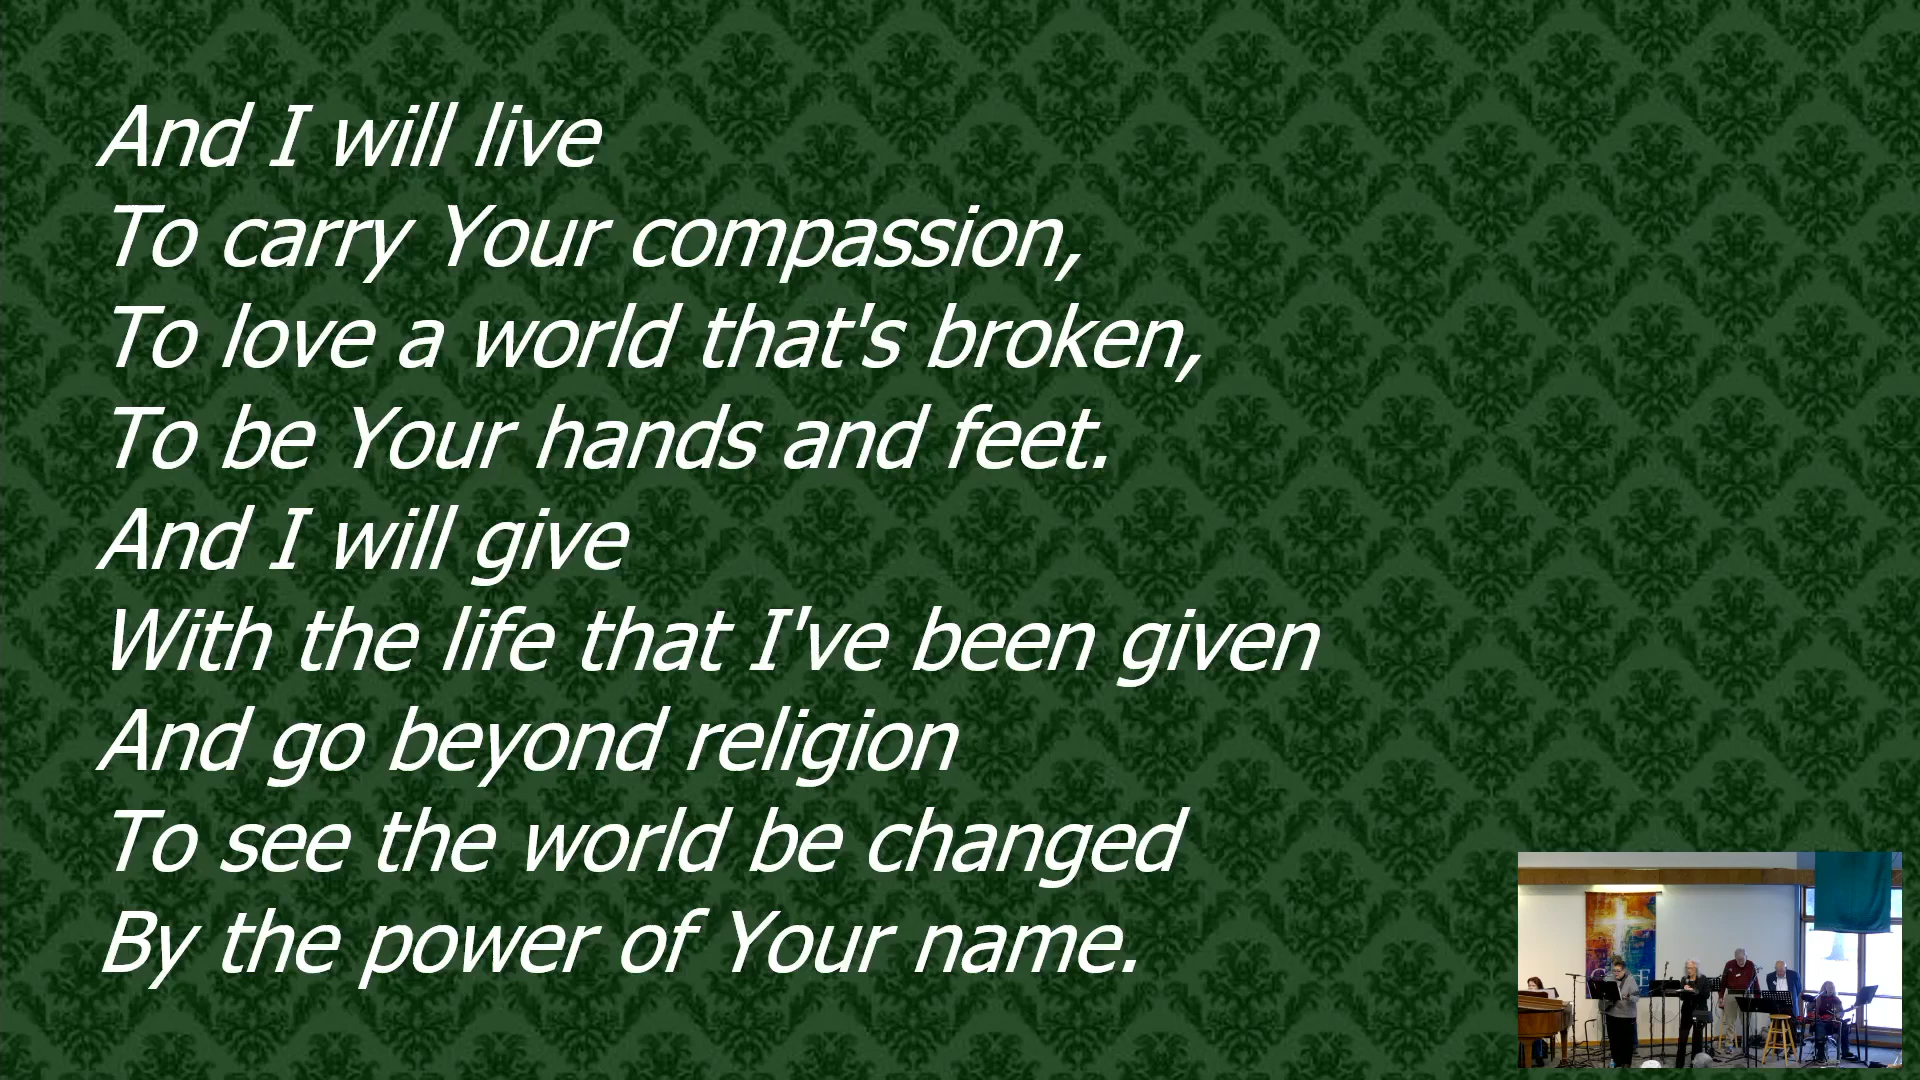 And I will live
To carry Your compassion,
To love a world that's broken,
To be Your hands and feet.
And I will give
With the life that I've been given
And go beyond religion
To see the world be changed
By the power of Your name.